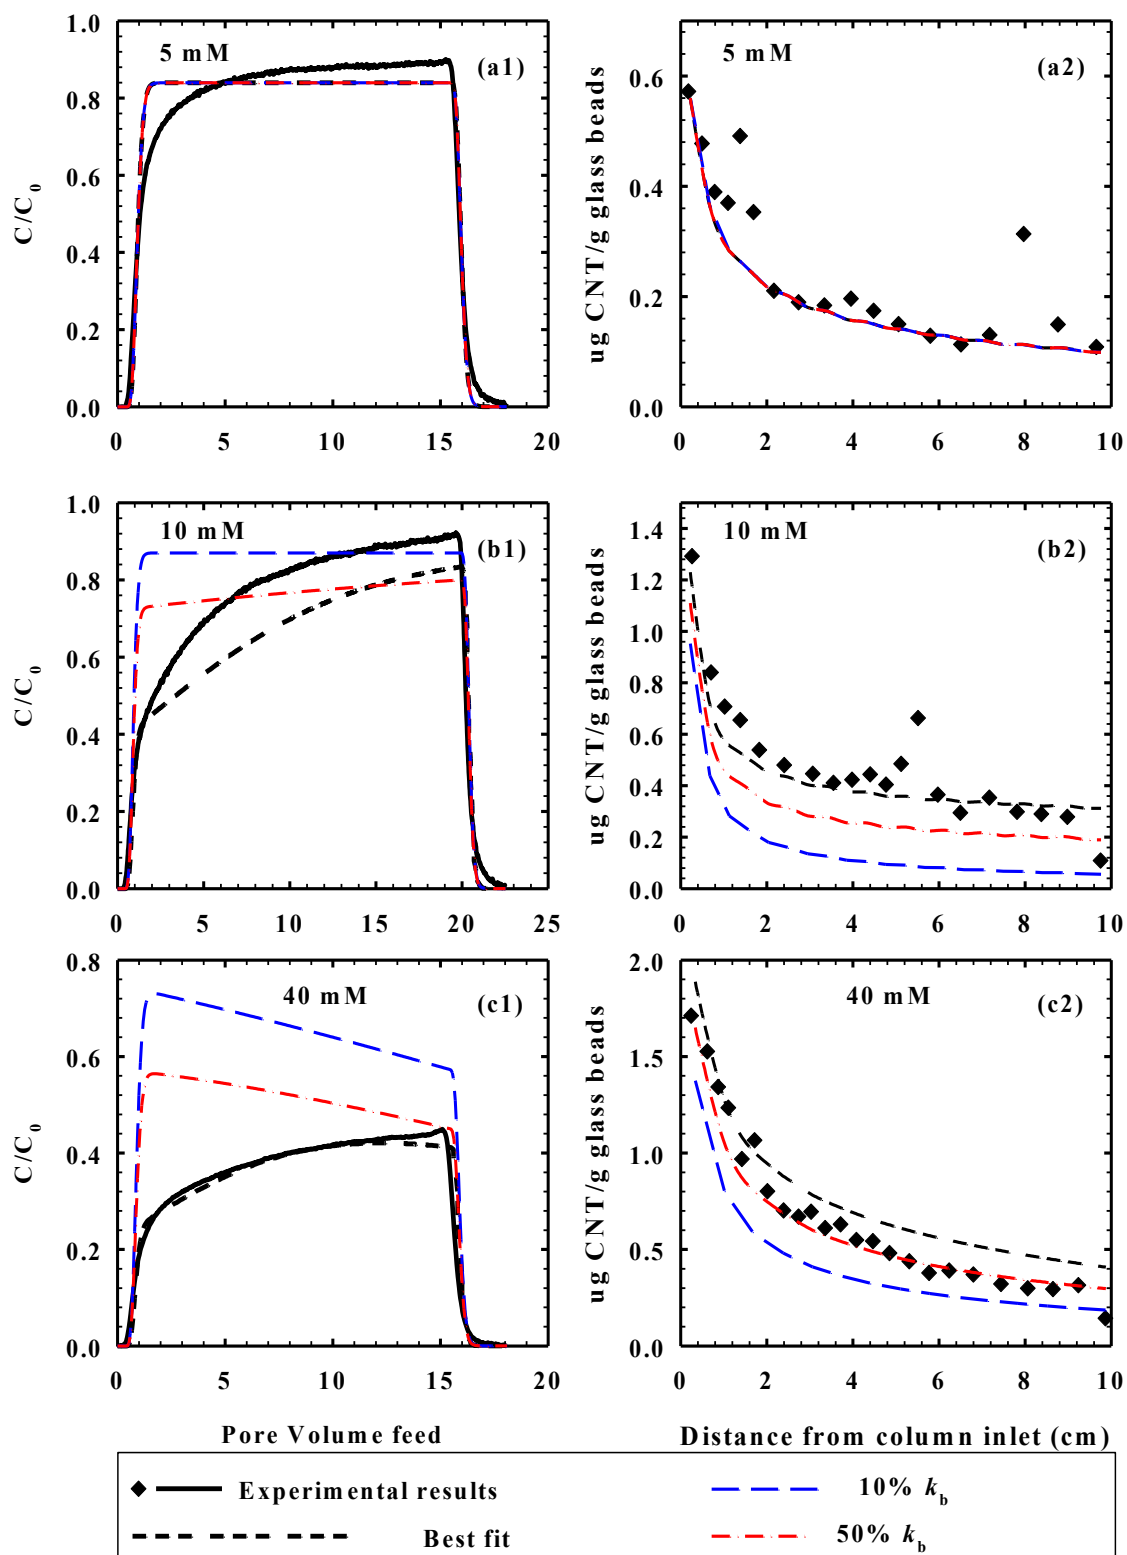 5 mM
(a1)
1.0
0.8
0.6
0.4
0.2
0.0
C/C0
0 5 10 15 20
5 mM
(a2)
0.6
0.4
0.2
0.0
ug CNT/g glass beads
0 2 4 6 8 10
10 mM
(b1)
1.0
0.8
0.6
0.4
0.2
0.0
C/C0
0 5 10 15 20 25
10 mM
(b2)
1.4
1.2
1.0
0.8
0.6
0.4
0.2
0.0
ug CNT/g glass beads
0 2 4 6 8 10
40 mM
(c1)
0.8
0.6
0.4
0.2
0.0
C/C0
0 5 10 15 20
40 mM
(c2)
2.0
1.5
1.0
0.5
0.0
ug CNT/g glass beads
0 2 4 6 8 10
Pore Volume feed
Distance from column inlet (cm)
Experimental results
10% kb
Best fit
50% kb